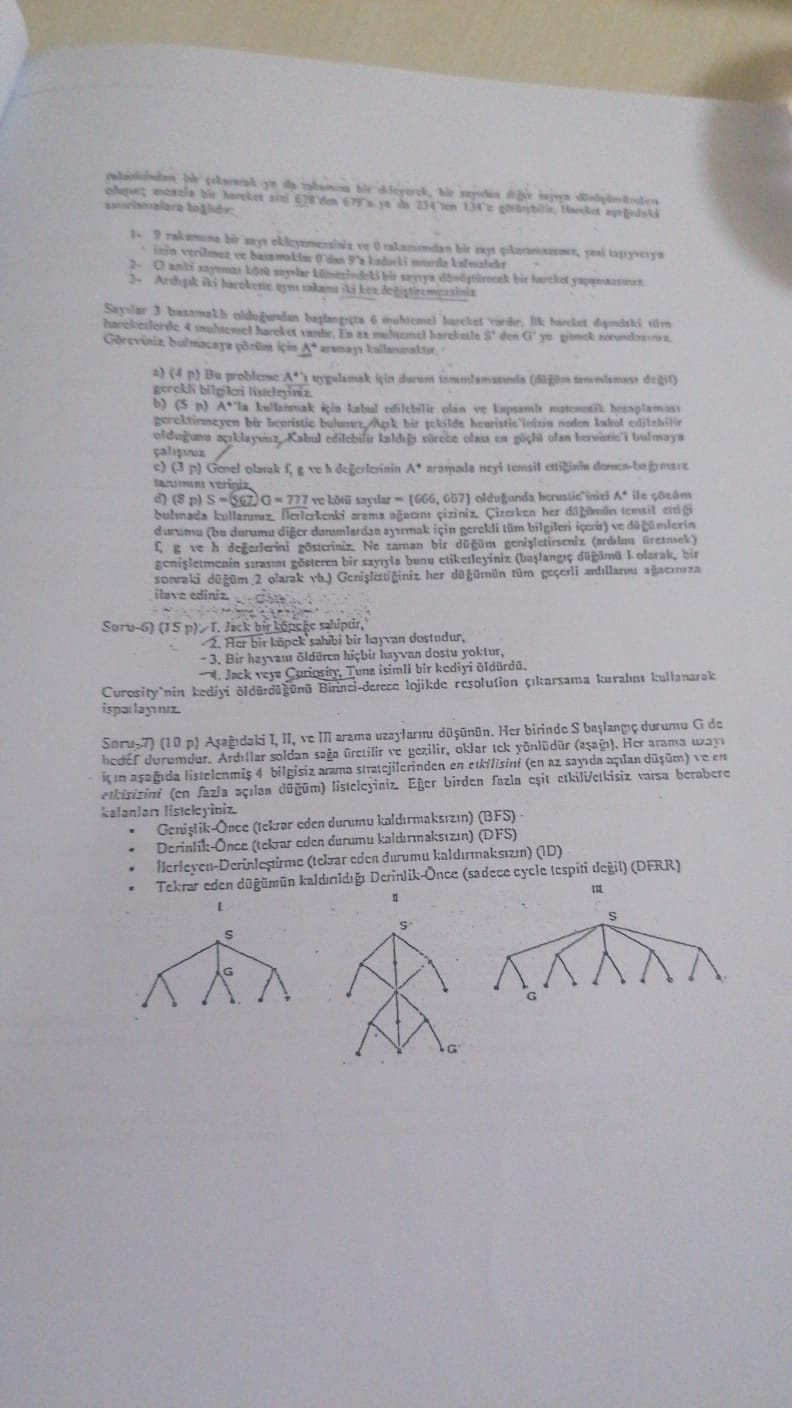 rakamından bir çıkararak ya da rakamına bir ekleyerek, bir sayıdan diğer sayıya dönüşümünden
oluşur; mesela bir hareket sizi 678'den 679'a ya da 234'ten 134'e götürebilir. Hareket aşağıdaki
sınırlamalara bağlıdır:
1- 9 rakamına bir sayı ekleyemezsiniz ve 0 rakamından bir sayı çıkaramazsınız, yani taşıyıcıya
izin verilmez ve basamaklar 0'dan 9'a kadarki sınırda kalmalıdır
2- O anki sayınızı kötü sayılar kümesindeki bir sayıya dönüştürecek bir hareket yapamazsınız
3- Ardışık iki harekette aynı rakamı iki kez değiştiremezsiniz
Sayılar 3 basamaklı olduğundan başlangıçta 6 muhtemel hareket vardır. İlk hareket dışındaki tüm
hareketlerde 4 muhtemel hareket vardır. En az muhtemel hareketle S' den G' ye gitmek zorundasınız.
Göreviniz bulmacaya çözüm için A* aramayı kullanmaktır.
a) (4 p) Bu probleme A*'ı uygulamak için durum tanımlamasında (düğüm tanımlaması değil)
gerekli bilgileri listeleyiniz.
b) (5 p) A*'la kullanmak için kabul edilebilir olan ve kapsamlı matematik hesaplaması
gerektirmeyen bir heuristic bulunuz. Açık bir şekilde heuristic'inizin neden kabul edilebilir
olduğunu açıklayınız. Kabul edilebilir kaldığı sürece olası en güçlü olan heruistic'i bulmaya
çalışınız
c) (3 p) Genel olarak f, g ve h değerlerinin A* aramada neyi temsil ettiğinin domen-bağımsız
tanımını veriniz.
d) (8 p) S = 567, G = 777 ve kötü sayılar = {666, 667} olduğunda herustic'inizi A* ile çözüm
bulmada kullanınız. İlerlerkenki arama ağacını çiziniz. Çizerken her düğümün temsil ettiği
durumu (bu durumu diğer durumlardan ayırmak için gerekli tüm bilgileri içerir) ve düğümlerin
f, g ve h değerlerini gösteriniz. Ne zaman bir düğüm genişletirseniz (ardılını üretmek)
genişletmenin sırasını gösteren bir sayıyla bunu etiketleyiniz (başlangıç düğümü 1 olarak, bir
sonraki düğüm 2 olarak vb.) Genişlettiğiniz her düğümün tüm geçerli ardıllarını ağacınıza
ilave ediniz.
Soru-6) (15 p). 1. Jack bir köpeğe sahiptir,
2. Her bir köpek sahibi bir hayvan dostudur,
3. Bir hayvanı öldüren hiçbir hayvan dostu yoktur,
4. Jack veya Curiosity, Tuna isimli bir kediyi öldürdü.
Curosity'nin kediyi öldürdüğünü Birinci-derece lojikde resolution çıkarsama kuralını kullanarak
ispatlayınız.
Soru-7) (10 p) Aşağıdaki I, II, ve III arama uzaylarını düşünün. Her birinde S başlangıç durumu G de
hedef durumdur. Ardıllar soldan sağa üretilir ve gezilir, oklar tek yönlüdür (aşağı). Her arama uzayı
için aşağıda listelenmiş 4 bilgisiz arama stratejilerinden en etkilisini (en az sayıda açılan düşüm) ve en
etkisizini (en fazla açılan düğüm) listeleyiniz. Eğer birden fazla eşit etkili/etkisiz varsa berabere
kalanları listeleyiniz.
• Genişlik-Önce (tekrar eden durumu kaldırmaksızın) (BFS)
• Derinlik-Önce (tekrar eden durumu kaldırmaksızın) (DFS)
• İlerleyen-Derinleştirme (tekrar eden durumu kaldırmaksızın) (ID)
• Tekrar eden düğümün kaldırıldığı Derinlik-Önce (sadece cycle tespiti değil) (DFRR)
I II III
S S S
G G G